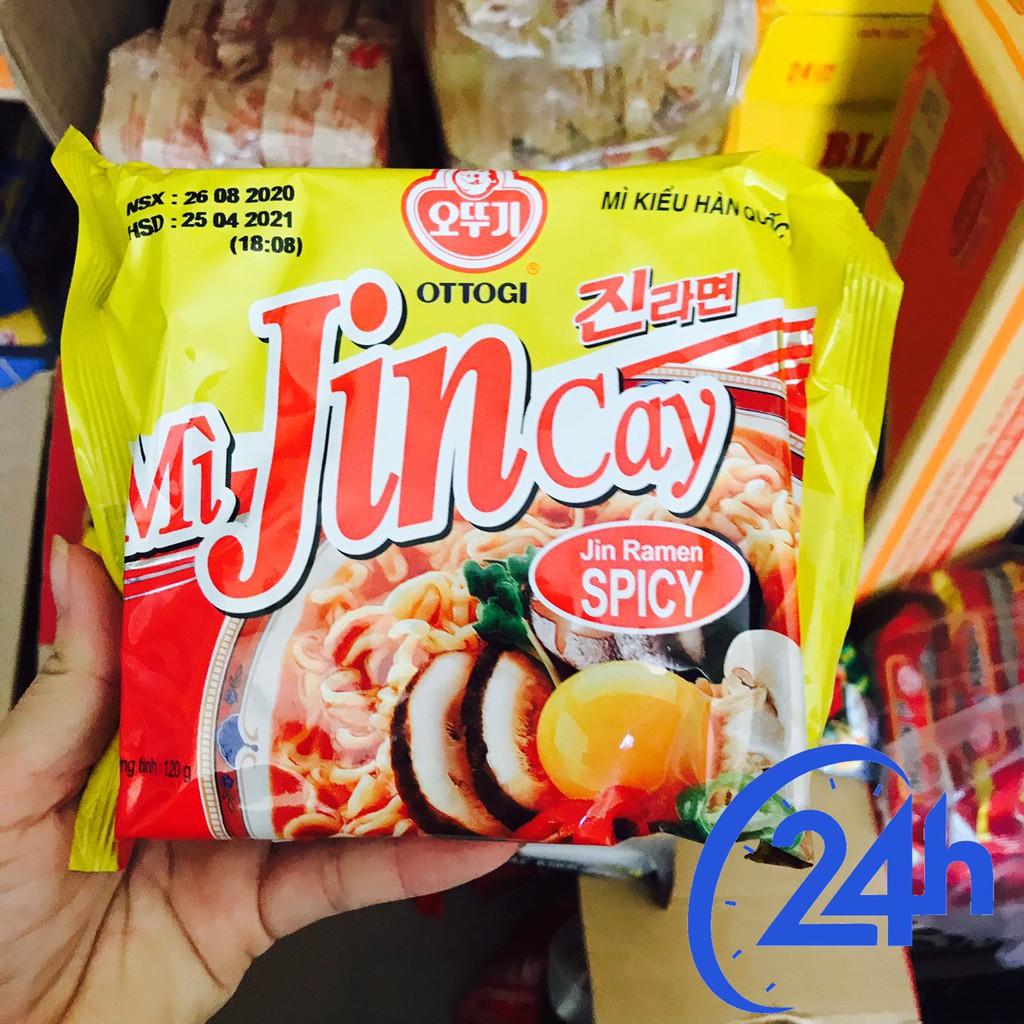 NSX : 26 08 2020
HSD : 25 04 2021
(18:08)
오뚜기
®
OTTOGI
MÌ KIỂU HÀN QUỐC
진라면
Mì Jin Cay
Jin Ramen
SPICY
120 g
24h
BI